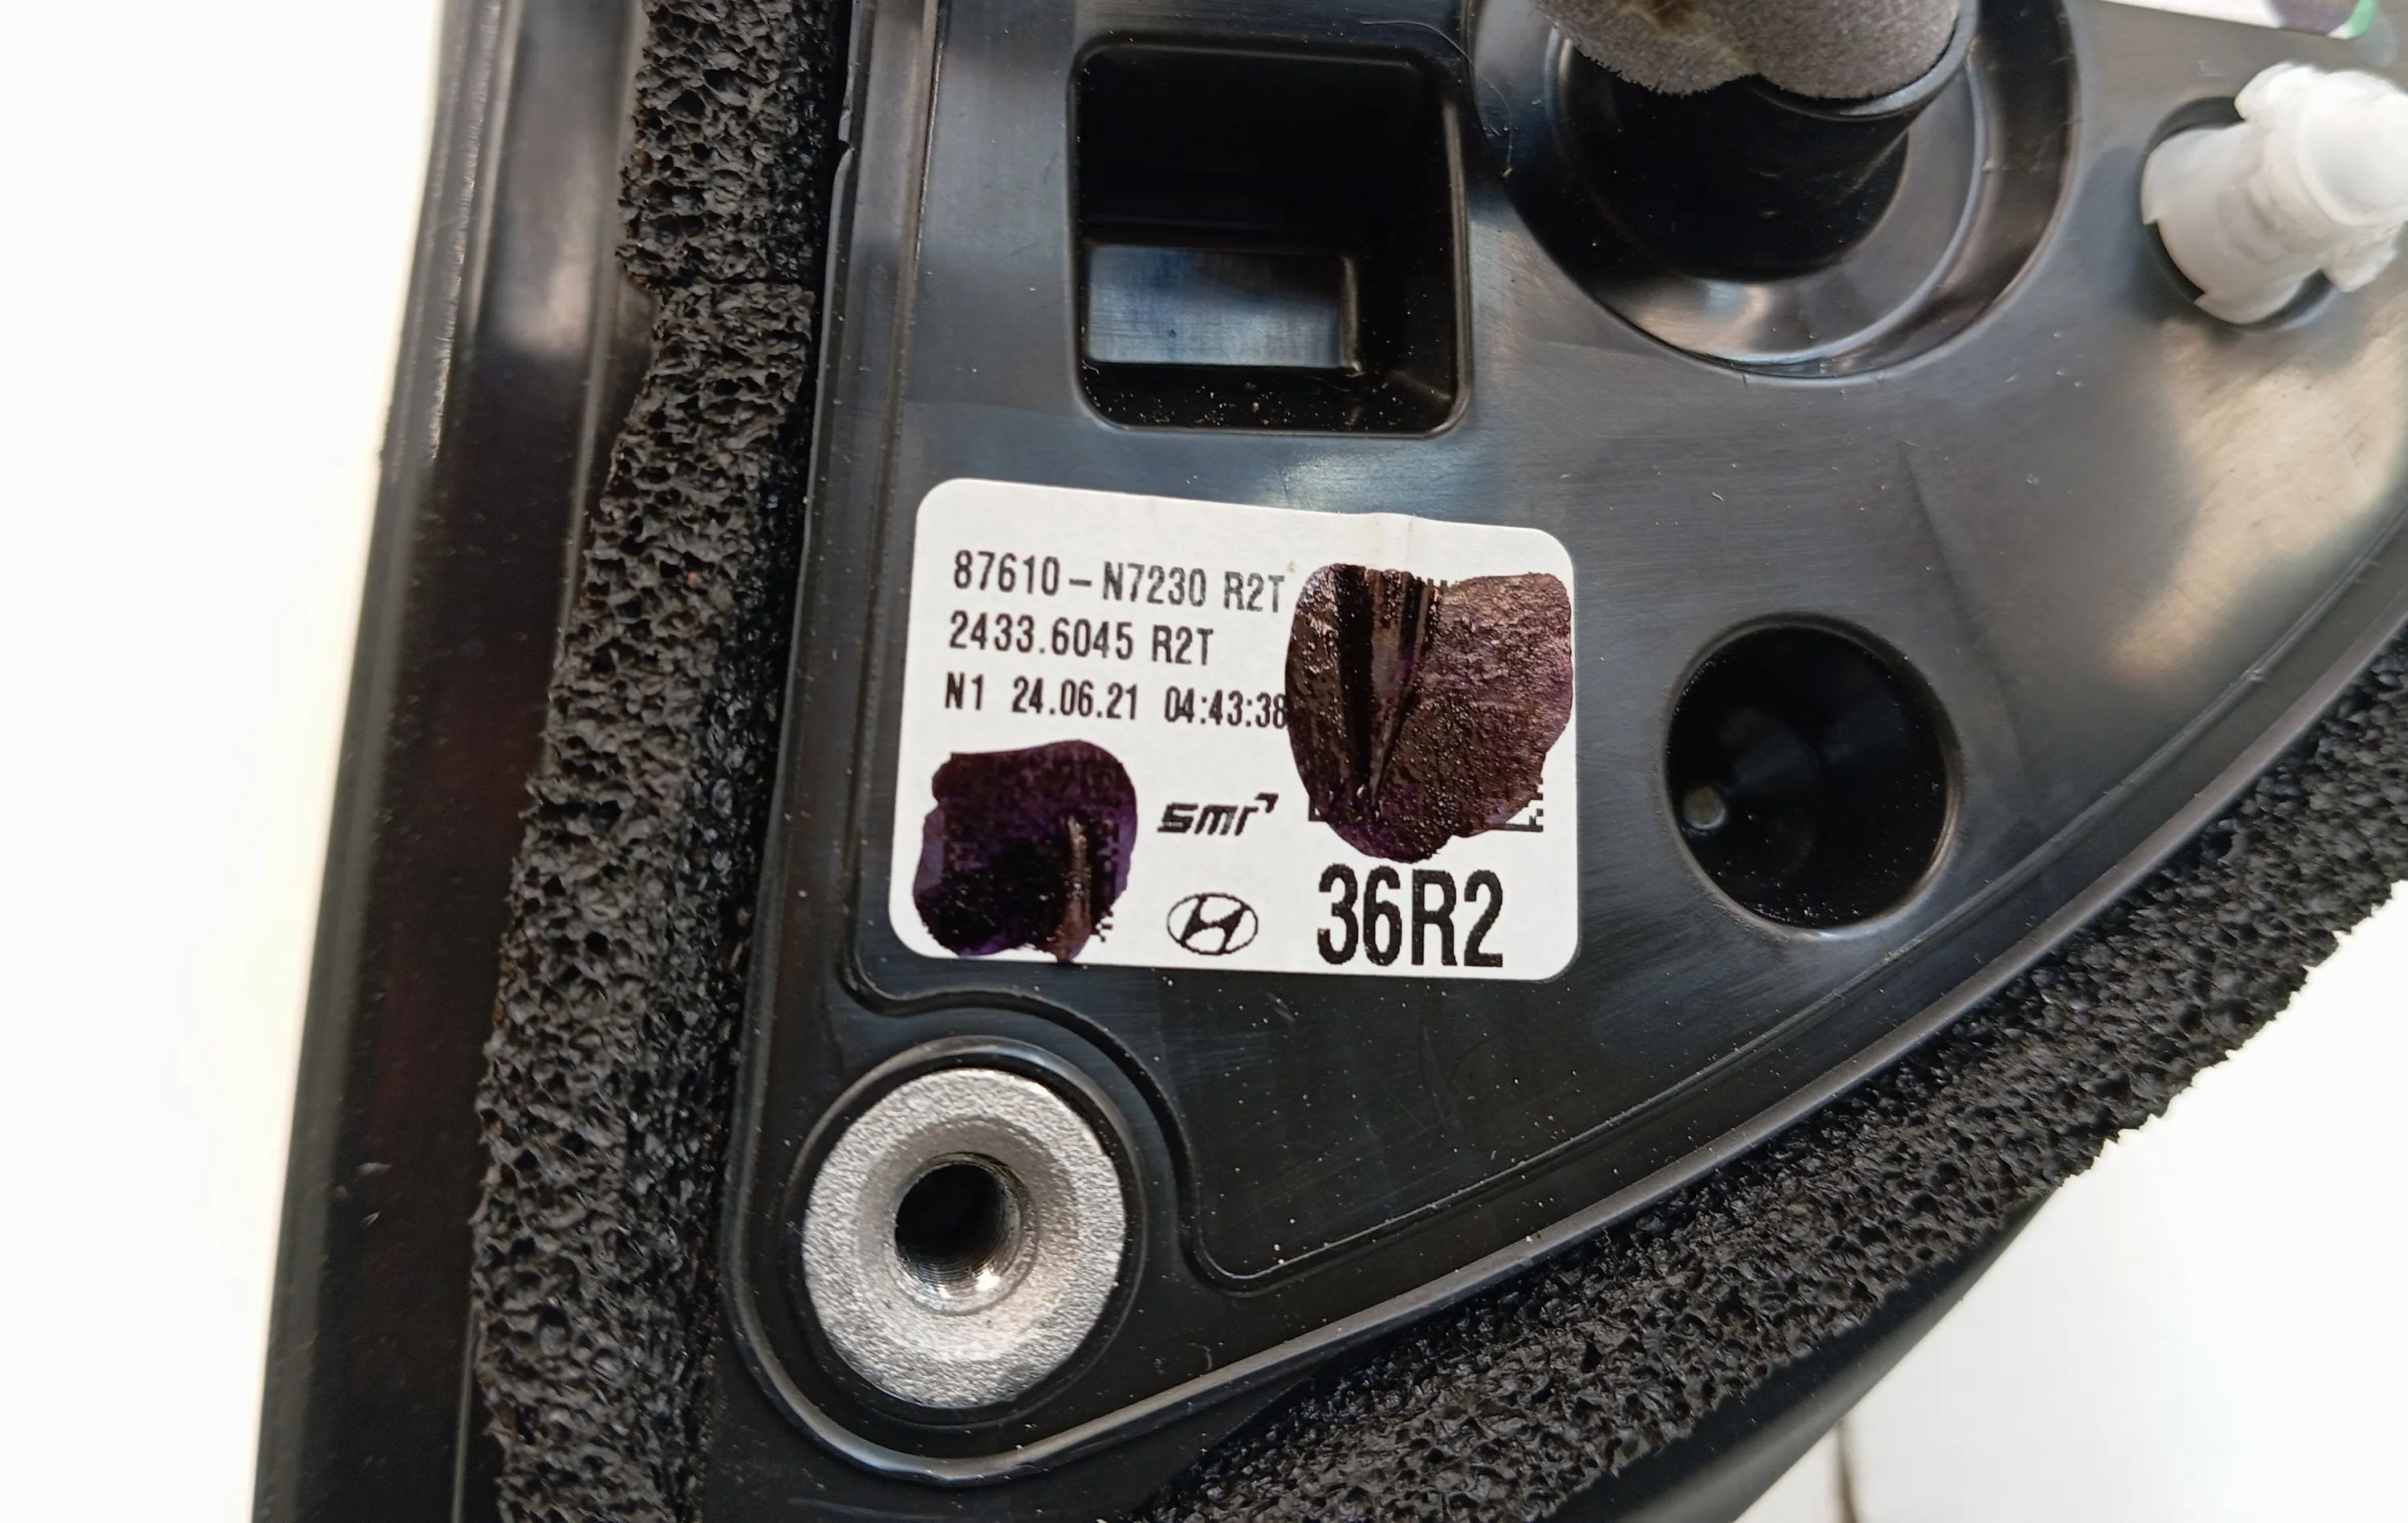 87610-N7230 R2T
2433.6045 R2T
N1 24.06.21 04:43:38
smr
36R2